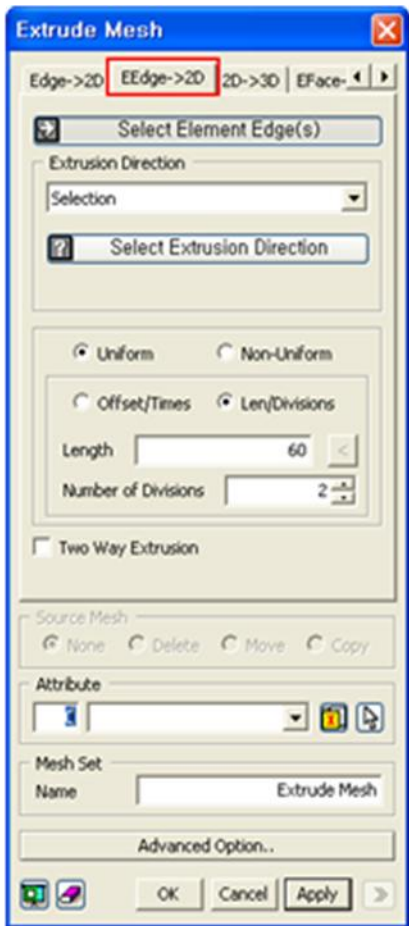 Extrude Mesh
Edge->2D EEdge->2D 2D->3D EFace-
Select Element Edge(s)
Extrusion Direction
Selection
Select Extrusion Direction
Uniform Non-Uniform
Offset/Times Len/Divisions
Length 60 <
Number of Divisions 2
Two Way Extrusion
Source Mesh
None Delete Move Copy
Attribute
Mesh Set
Name Extrude Mesh
Advanced Option..
OK Cancel Apply >